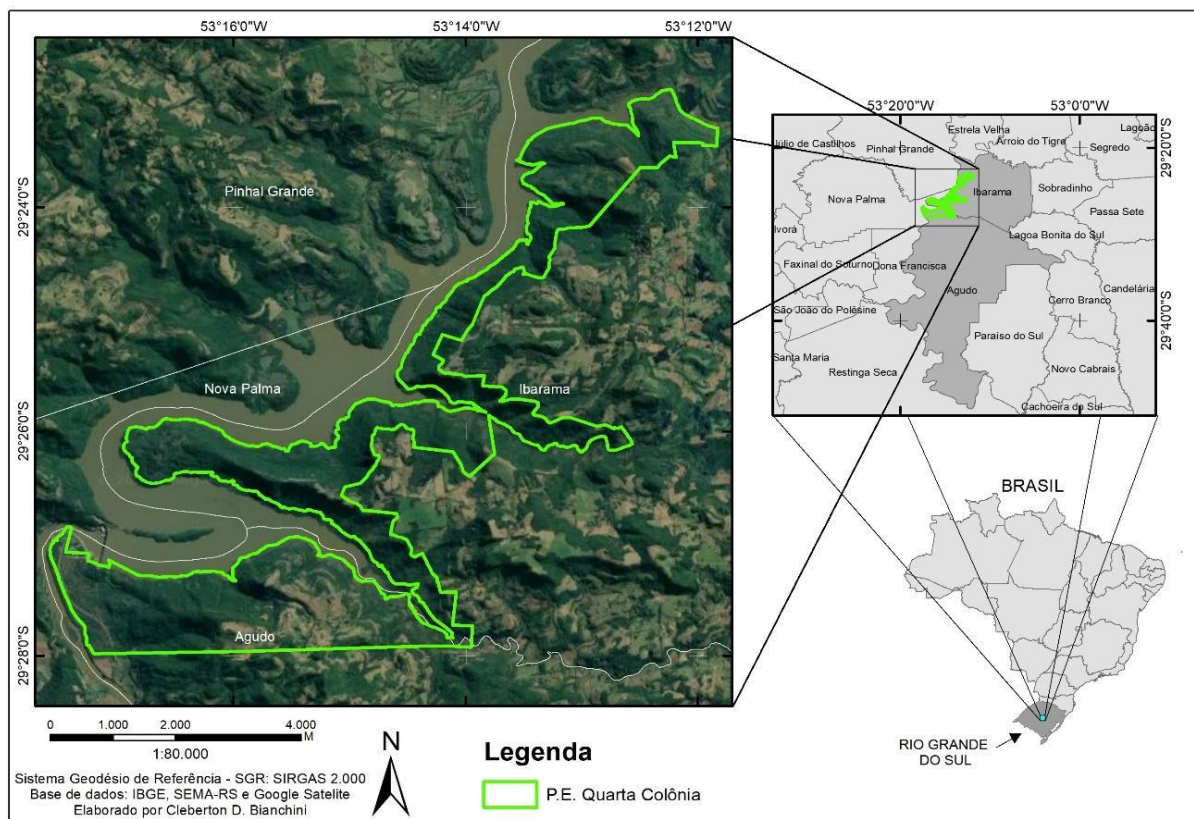 53°16'0"W
53°14'0"W
53°12'0"W
29°24'0"S
29°26'0"S
29°28'0"S
Pinhal Grande
Nova Palma
Ibarama
Agudo
53°20'0"W
53°0'0"W
29°20'0"S
29°40'0"S
29°20'0"S
29°40'0"S
Estrela Velha
Lagoão
Júlio de Castilhos
Pinhal Grande
Arroio do Tigre
Segredo
Ibarama
Sobradinho
Nova Palma
Passa Sete
Ivorá
Lagoa Bonita do Sul
Faxinal do Soturno
Dona Francisca
Candelária
Agudo
Cerro Branco
São João do Polêsine
Paraíso do Sul
Santa Maria
Restinga Seca
Novo Cabrais
Cachoeira do Sul
BRASIL
RIO GRANDE
DO SUL
0 1.000 2.000 4.000
M
1:80.000
Sistema Geodésio de Referência - SGR: SIRGAS 2.000
Base de dados: IBGE, SEMA-RS e Google Satelite
Elaborado por Cleberton D. Bianchini
N
Legenda
P.E. Quarta Colônia